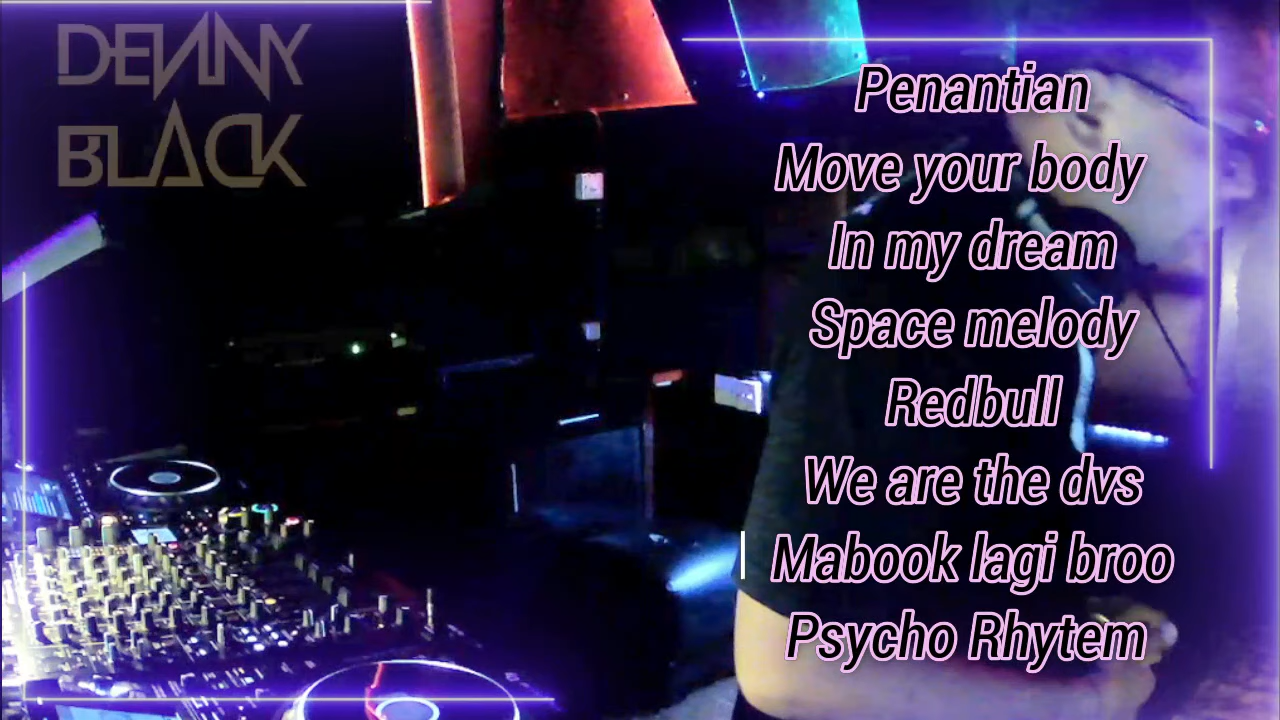 DENNY
BLACK
Penantian
Move your body
In my dream
Space melody
Redbull
We are the dvs
Mabook lagi broo
Psycho Rhytem